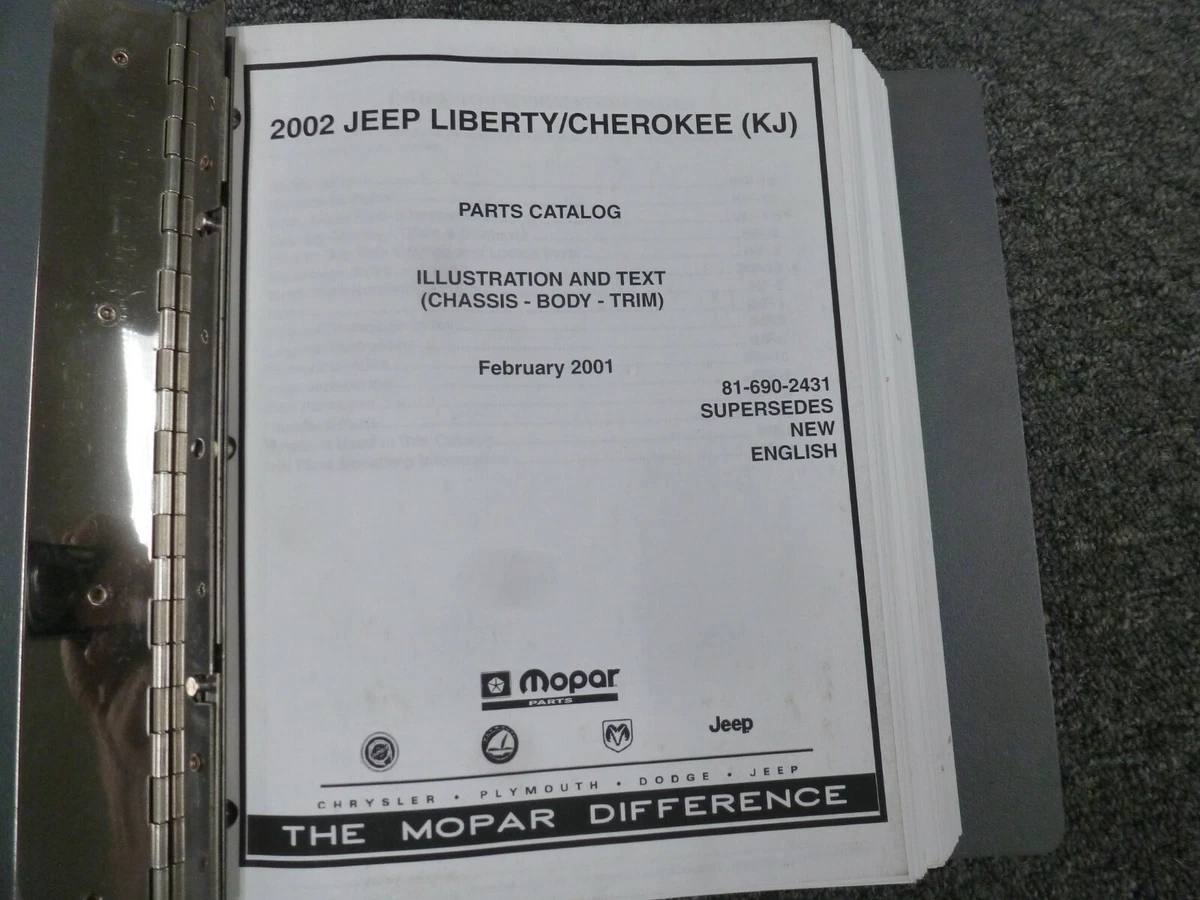 2002 JEEP LIBERTY/CHEROKEE (KJ)
PARTS CATALOG
ILLUSTRATION AND TEXT
(CHASSIS - BODY - TRIM)
February 2001
81-690-2431
SUPERSEDES
NEW
ENGLISH
Mopar
PARTS
Jeep
CHRYSLER • PLYMOUTH • DODGE • JEEP
THE MOPAR DIFFERENCE